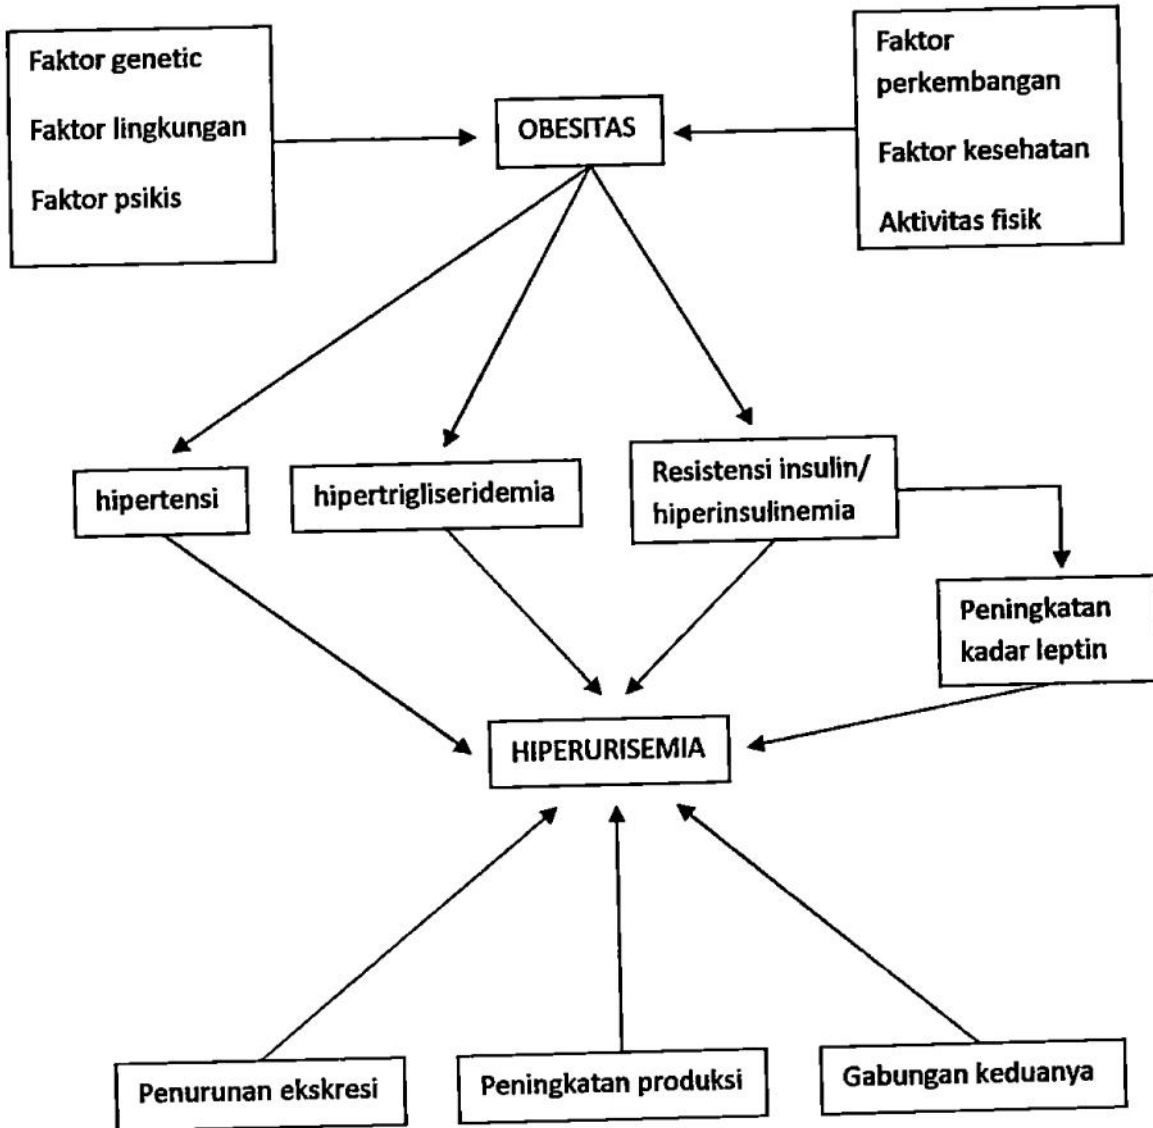 Faktor genetic
Faktor lingkungan
Faktor psikis
OBESITAS
Faktor
perkembangan
Faktor kesehatan
Aktivitas fisik
hipertensi
hipertrigliseridemia
Resistensi insulin/
hiperinsulinemia
Peningkatan
kadar leptin
HIPERURISEMIA
Penurunan ekskresi
Peningkatan produksi
Gabungan keduanya